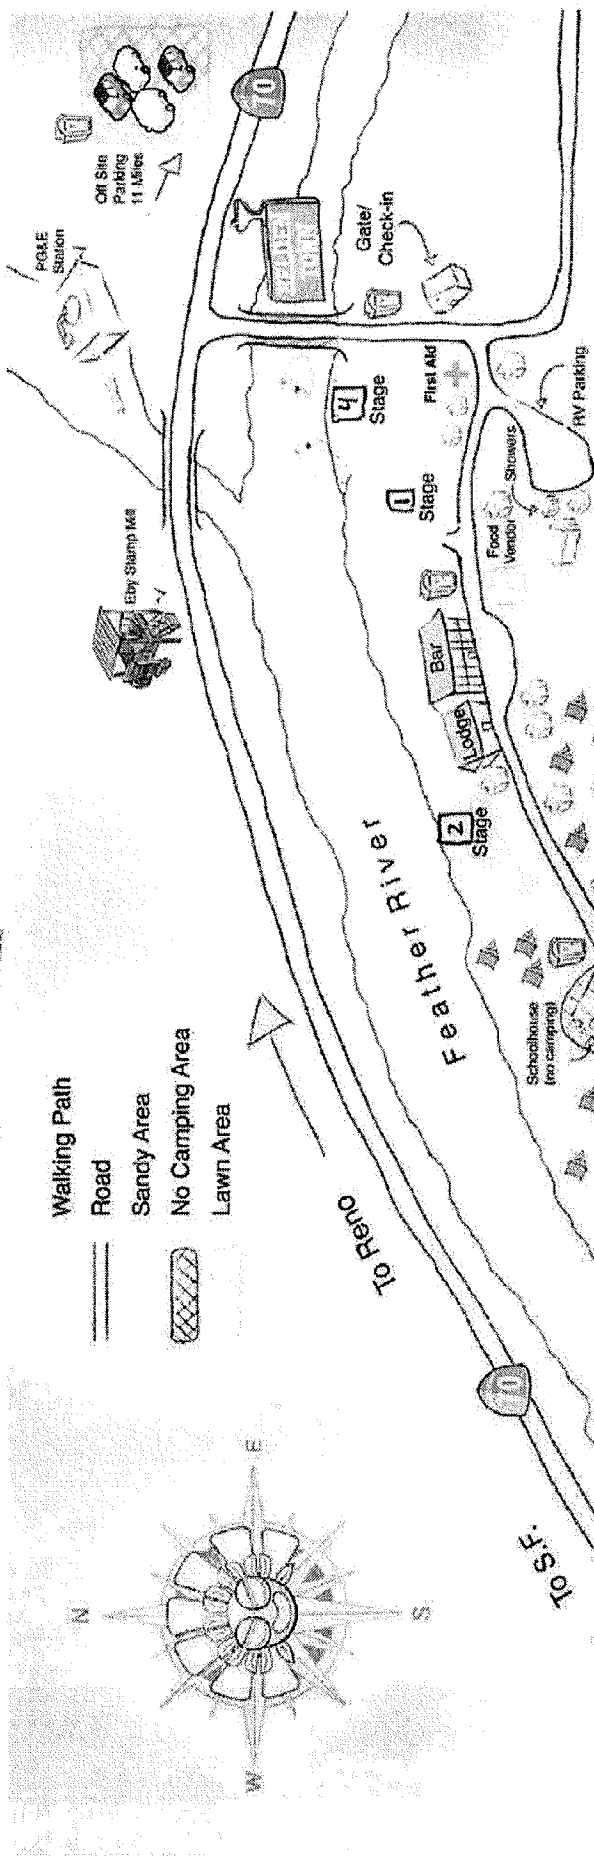 N
W
E
S
Walking Path
Road
Sandy Area
No Camping Area
Lawn Area
To S.F.
70
To Reno
Feather River
Eby Stamp Mill
PG&E
Station
Off Site
Parking
11 Miles
70
Gate/
Check-in
4
Stage
First Aid
1
Stage
Food
Vendor
Showers
RV Parking
Bar
Lodge
2
Stage
Schoolhouse
(no camping)